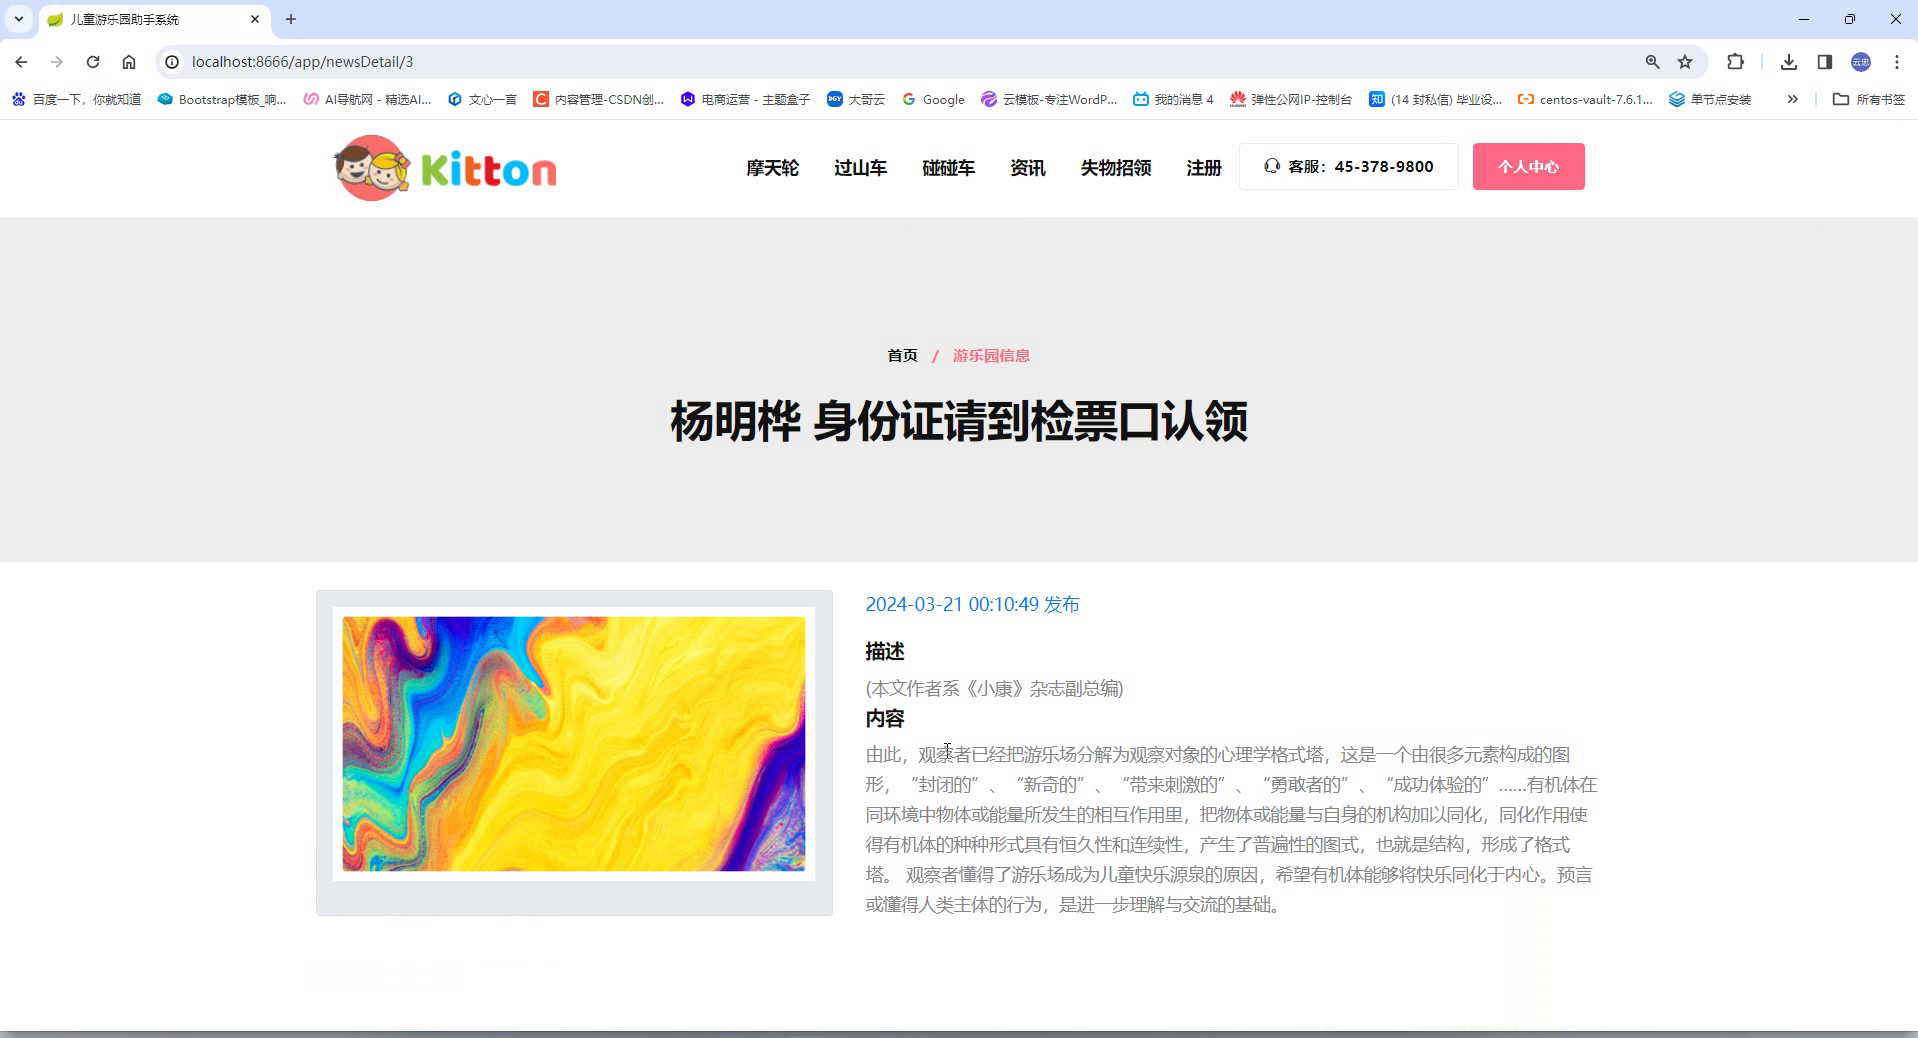 儿童游乐园助手系统
localhost:8666/app/newsDetail/3
云忠
百度一下，你就知道
Bootstrap模板_响...
AI导航网 - 精选AI...
文心一言
内容管理-CSDN创...
电商运营 - 主题盒子
大哥云
Google
云模板-专注WordP...
我的消息 4
弹性公网IP-控制台
知 (14 封私信) 毕业设...
centos-vault-7.6.1...
单节点安装
所有书签
Kitton
摩天轮
过山车
碰碰车
资讯
失物招领
注册
客服：45-378-9800
个人中心
首页 / 游乐园信息
杨明桦 身份证请到检票口认领
2024-03-21 00:10:49 发布
描述
(本文作者系《小康》杂志副总编)
内容
由此，观察者已经把游乐场分解为观察对象的心理学格式塔，这是一个由很多元素构成的图
形，“封闭的”、“新奇的”、“带来刺激的”、“勇敢者的”、“成功体验的”……有机体在
同环境中物体或能量所发生的相互作用里，把物体或能量与自身的机构加以同化，同化作用使
得有机体的种种形式具有恒久性和连续性，产生了普遍性的图式，也就是结构，形成了格式
塔。 观察者懂得了游乐场成为儿童快乐源泉的原因，希望有机体能够将快乐同化于内心。预言
或懂得人类主体的行为，是进一步理解与交流的基础。